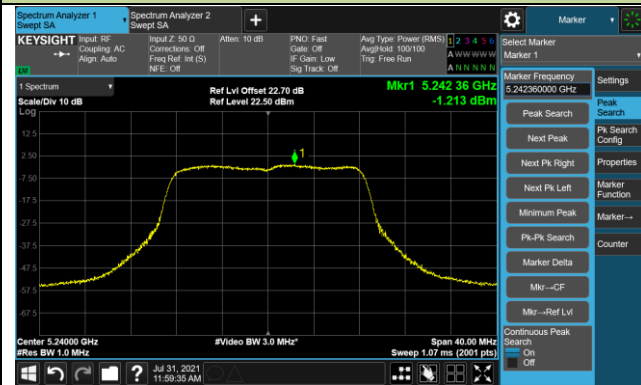 Spectrum Analyzer 1
Swept SA
Spectrum Analyzer 2
Swept SA
+
Marker
KEYSIGHT
Input: RF
Coupling: AC
Align: Auto
Input Z: 50 Ω
Corrections: Off
Freq Ref: Int (S)
NFE: Off
Atten: 10 dB
PNO: Fast
Gate: Off
IF Gain: Low
Sig Track: Off
Avg Type: Power (RMS)
Avg|Hold: 100/100
Trig: Free Run
1 2 3 4 5 6
A W W W W W
A N N N N N
LXI
Select Marker
Marker 1
1 Spectrum
Scale/Div 10 dB
Log
Ref Lvl Offset 22.70 dB
Ref Level 22.50 dBm
Mkr1 5.242 36 GHz
-1.213 dBm
12.5
2.50
-7.50
-17.5
-27.5
-37.5
-47.5
-57.5
-67.5
1
Center 5.24000 GHz
#Res BW 1.0 MHz
#Video BW 3.0 MHz*
Span 40.00 MHz
Sweep 1.07 ms (2001 pts)
Marker Frequency
5.242360000 GHz
Peak Search
Next Peak
Next Pk Right
Next Pk Left
Minimum Peak
Pk-Pk Search
Marker Delta
Mkr→CF
Mkr→Ref Lvl
Continuous Peak
Search
On
Off
Settings
Peak
Search
Pk Search
Config
Properties
Marker
Function
Marker→
Counter
?
Jul 31, 2021
11:59:35 AM